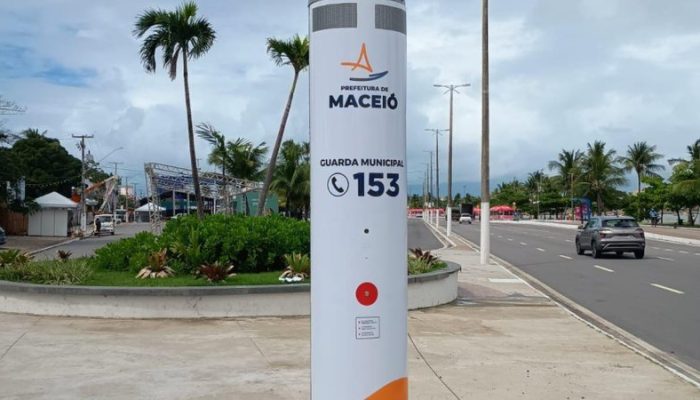 PREFEITURA DE
MACEIÓ
GUARDA MUNICIPAL
153